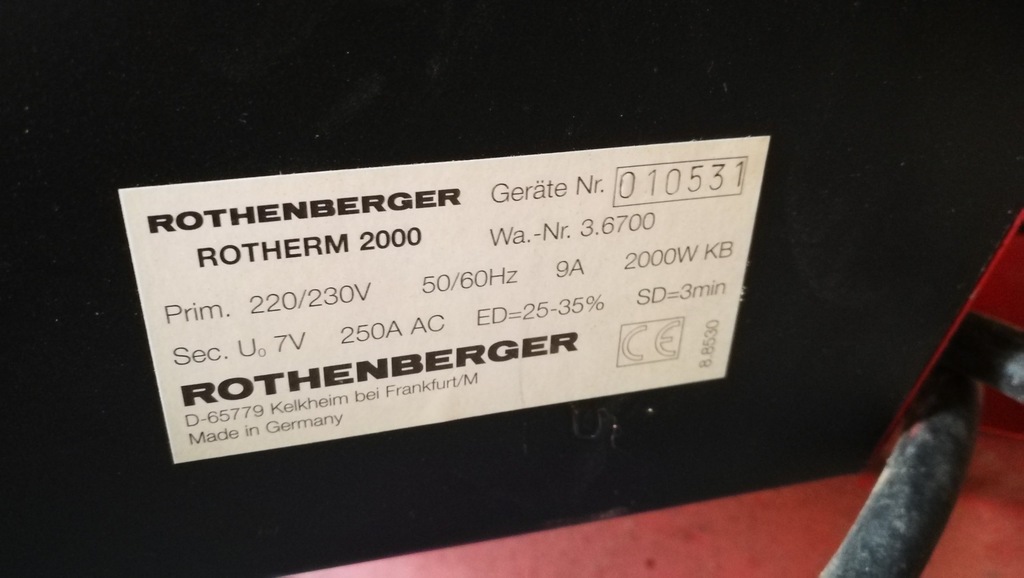 ROTHENBERGER Geräte Nr. 010531
ROTHERM 2000 Wa.-Nr. 3.6700
Prim. 220/230V 50/60Hz 9A 2000W KB
Sec. U₀ 7V 250A AC ED=25-35% SD=3min
ROTHENBERGER CE 8.8530
D-65779 Kelkheim bei Frankfurt/M
Made in Germany